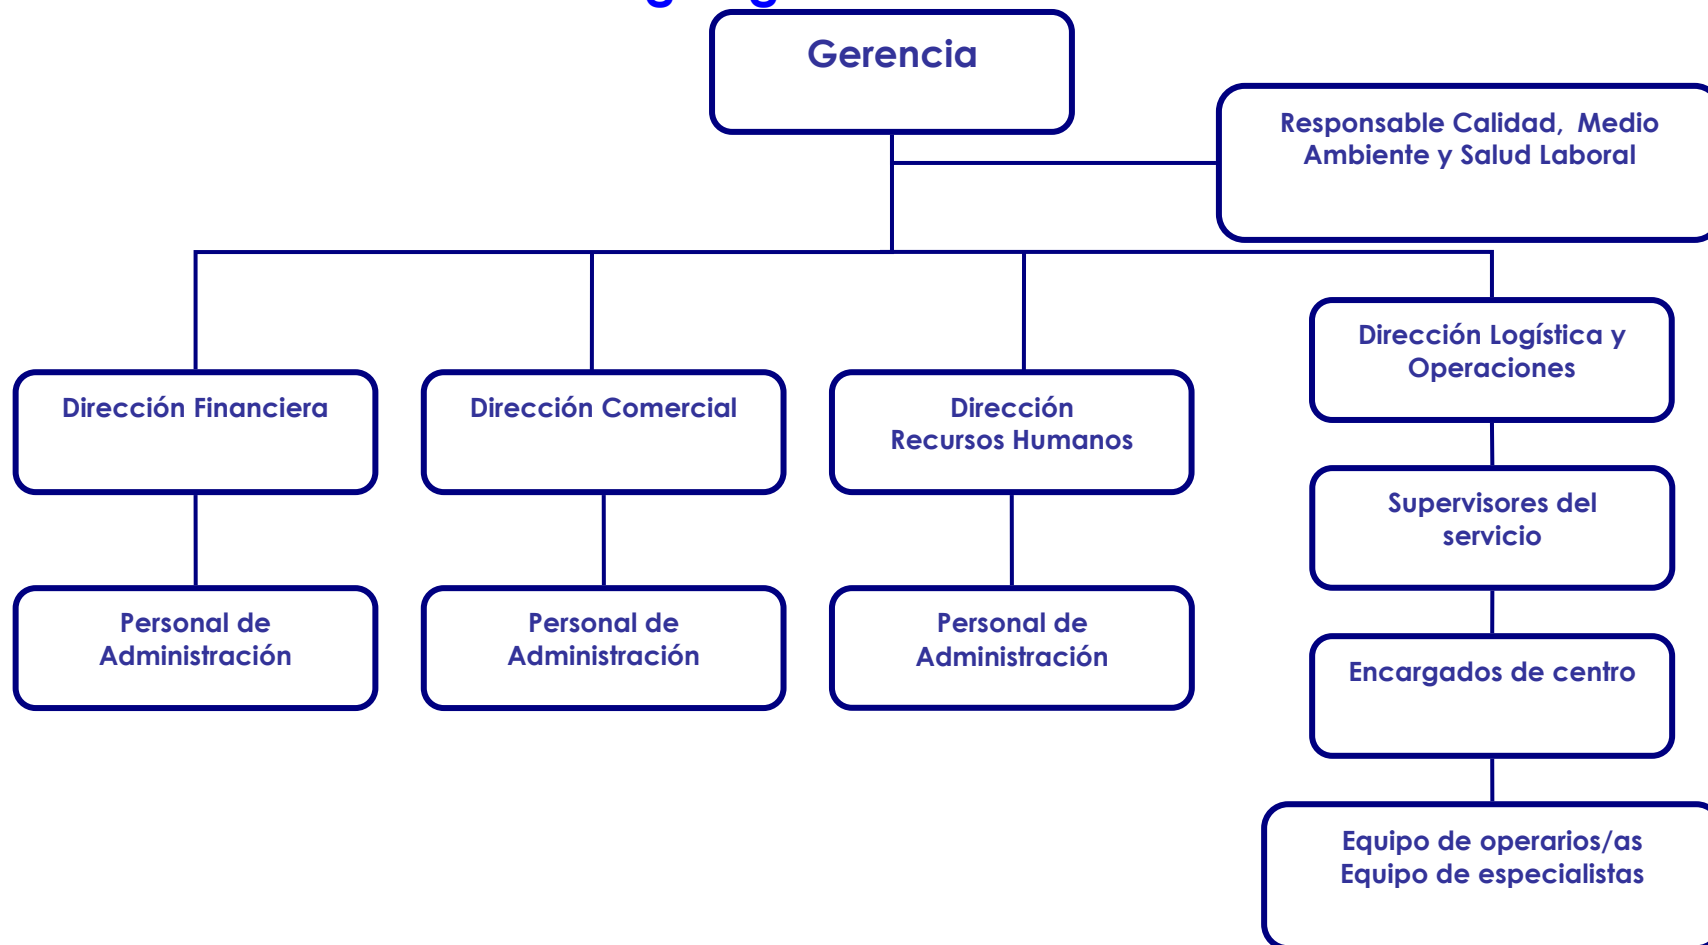 Gerencia
Responsable Calidad, Medio
Ambiente y Salud Laboral
Dirección Logística y
Operaciones
Dirección Financiera
Dirección Comercial
Dirección
Recursos Humanos
Supervisores del
servicio
Personal de
Administración
Personal de
Administración
Personal de
Administración
Encargados de centro
Equipo de operarios/as
Equipo de especialistas